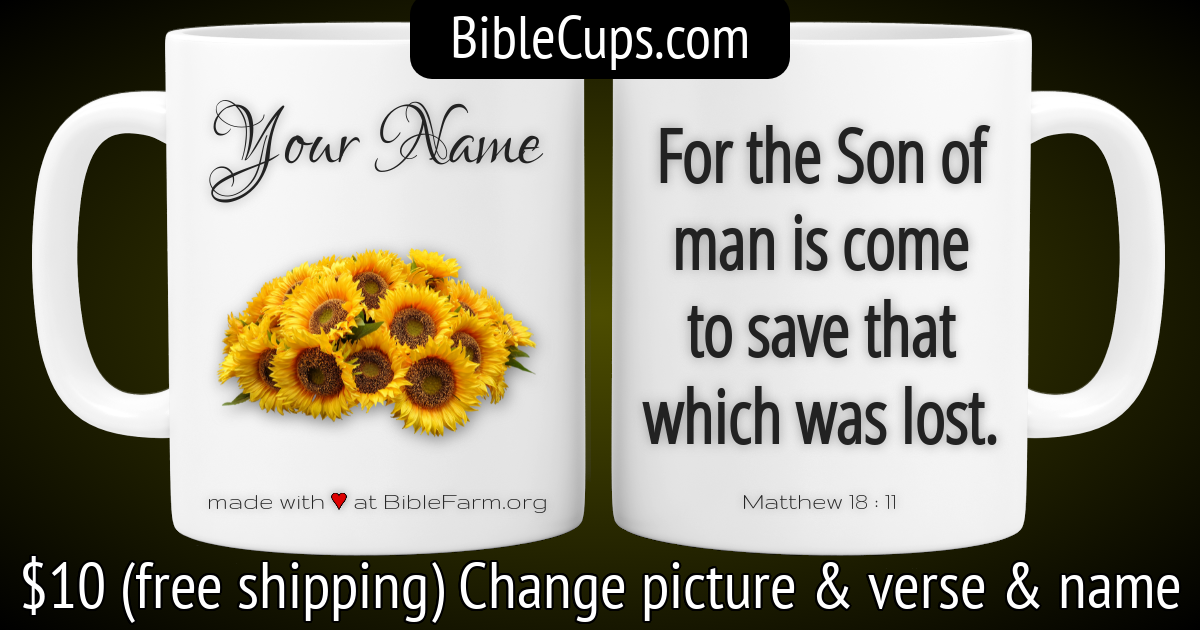 BibleCups.com
Your Name
made with ♥ at BibleFarm.org
For the Son of
man is come
to save that
which was lost.
Matthew 18 : 11
$10 (free shipping) Change picture & verse & name